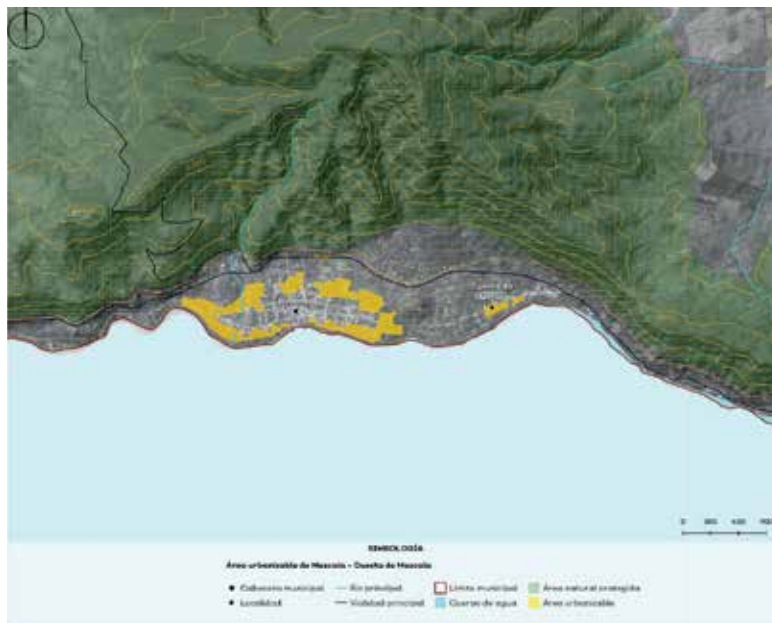 SIMBOLOGÍA
Área urbanizable de Mezcala - Cuesta de Mezcala
Cabecera municipal
Río principal
Límite municipal
Área natural protegida
Localidad
Vialidad principal
Cuerpo de agua
Área urbanizable